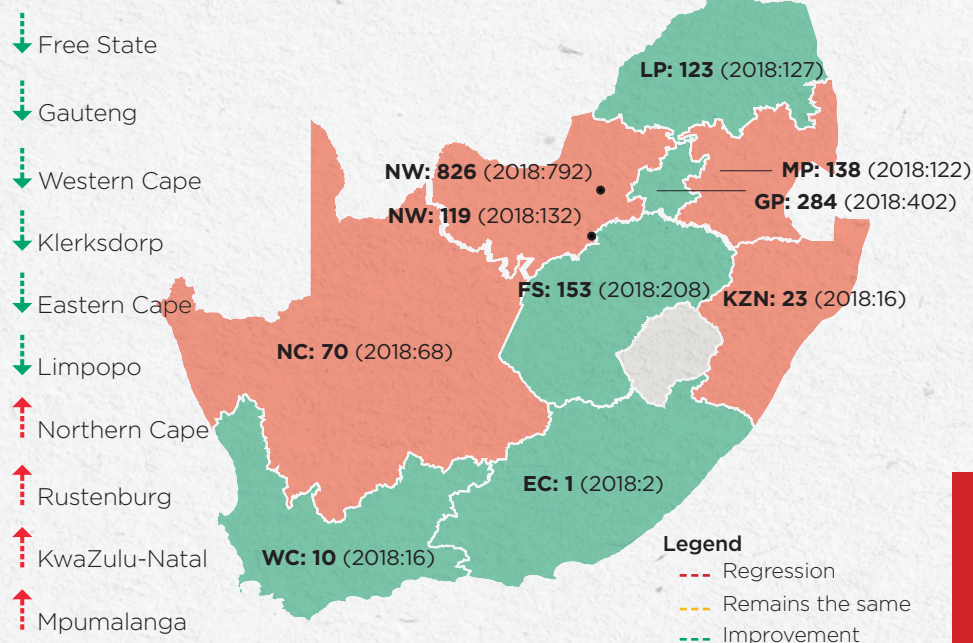 Free State
Gauteng
Western Cape
Klerksdorp
Eastern Cape
Limpopo
Northern Cape
Rustenburg
KwaZulu-Natal
Mpumalanga
LP: 123 (2018:127)
NW: 826 (2018:792)
MP: 138 (2018:122)
GP: 284 (2018:402)
NW: 119 (2018:132)
FS: 153 (2018:208)
KZN: 23 (2018:16)
NC: 70 (2018:68)
EC: 1 (2018:2)
WC: 10 (2018:16)
Legend
Regression
Remains the same
Improvement